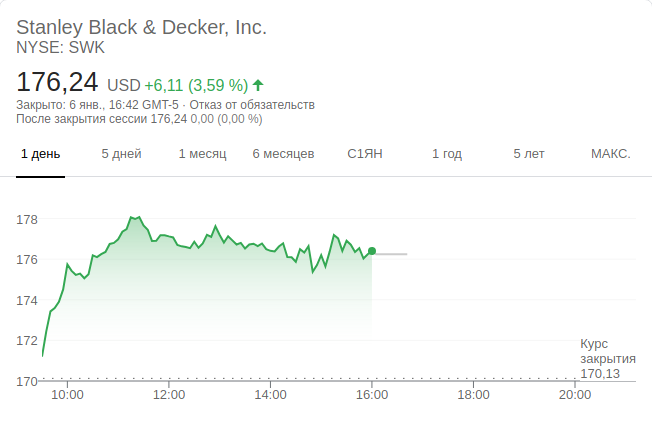 Stanley Black & Decker, Inc.
NYSE: SWK
176,24 USD +6,11 (3,59 %)
Закрыто: 6 янв., 16:42 GMT-5 · Отказ от обязательств
После закрытия сессии 176,24 0,00 (0,00 %)
1 день 5 дней 1 месяц 6 месяцев С1ЯН 1 год 5 лет МАКС.
178
176
174
172
Курс
закрытия
170,13
170
10:00 12:00 14:00 16:00 18:00 20:00